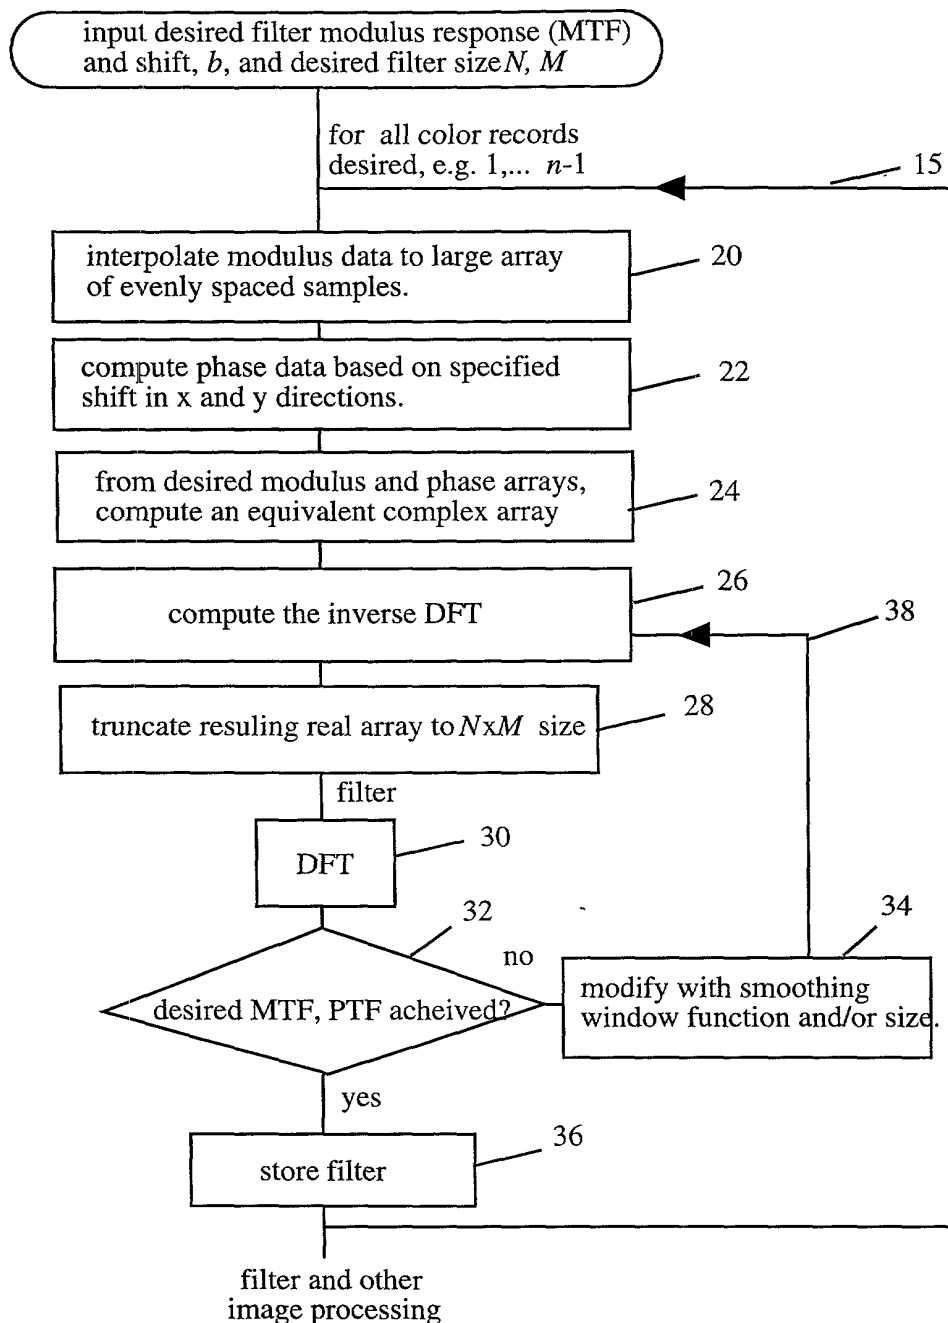 input desired filter modulus response (MTF)
and shift, b, and desired filter size N, M
for all color records
desired, e.g. 1,... n-1
15
interpolate modulus data to large array
of evenly spaced samples.
20
compute phase data based on specified
shift in x and y directions.
22
from desired modulus and phase arrays,
compute an equivalent complex array
24
26
compute the inverse DFT
38
truncate resuling real array to NxM size
28
filter
30
DFT
32
34
no
desired MTF, PTF acheived?
modify with smoothing
window function and/or size.
yes
36
store filter
filter and other
image processing